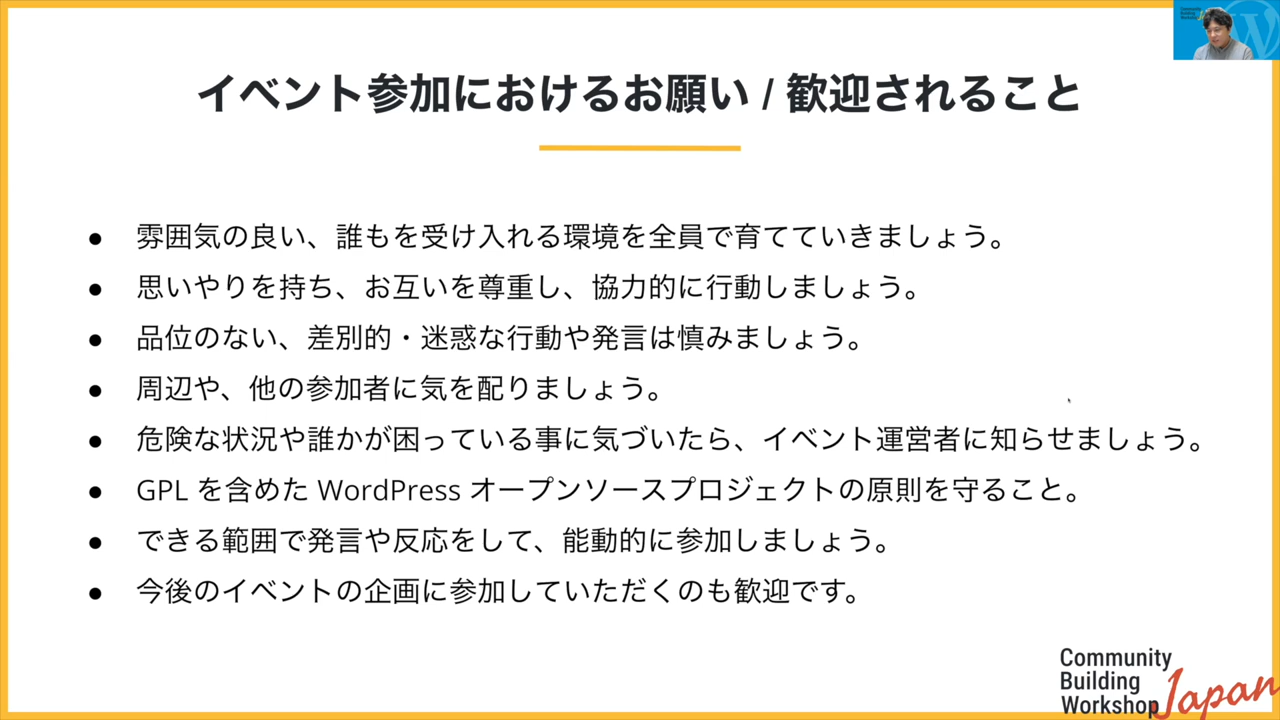 イベント参加におけるお願い / 歓迎されること
● 雰囲気の良い、誰もを受け入れる環境を全員で育てていきましょう。
● 思いやりを持ち、お互いを尊重し、協力的に行動しましょう。
● 品位のない、差別的・迷惑な行動や発言は慎みましょう。
● 周辺や、他の参加者に気を配りましょう。
● 危険な状況や誰かが困っている事に気づいたら、イベント運営者に知らせましょう。
● GPL を含めた WordPress オープンソースプロジェクトの原則を守ること。
● できる範囲で発言や反応をして、能動的に参加しましょう。
● 今後のイベントの企画に参加していただくのも歓迎です。
Community
Building
Workshop Japan